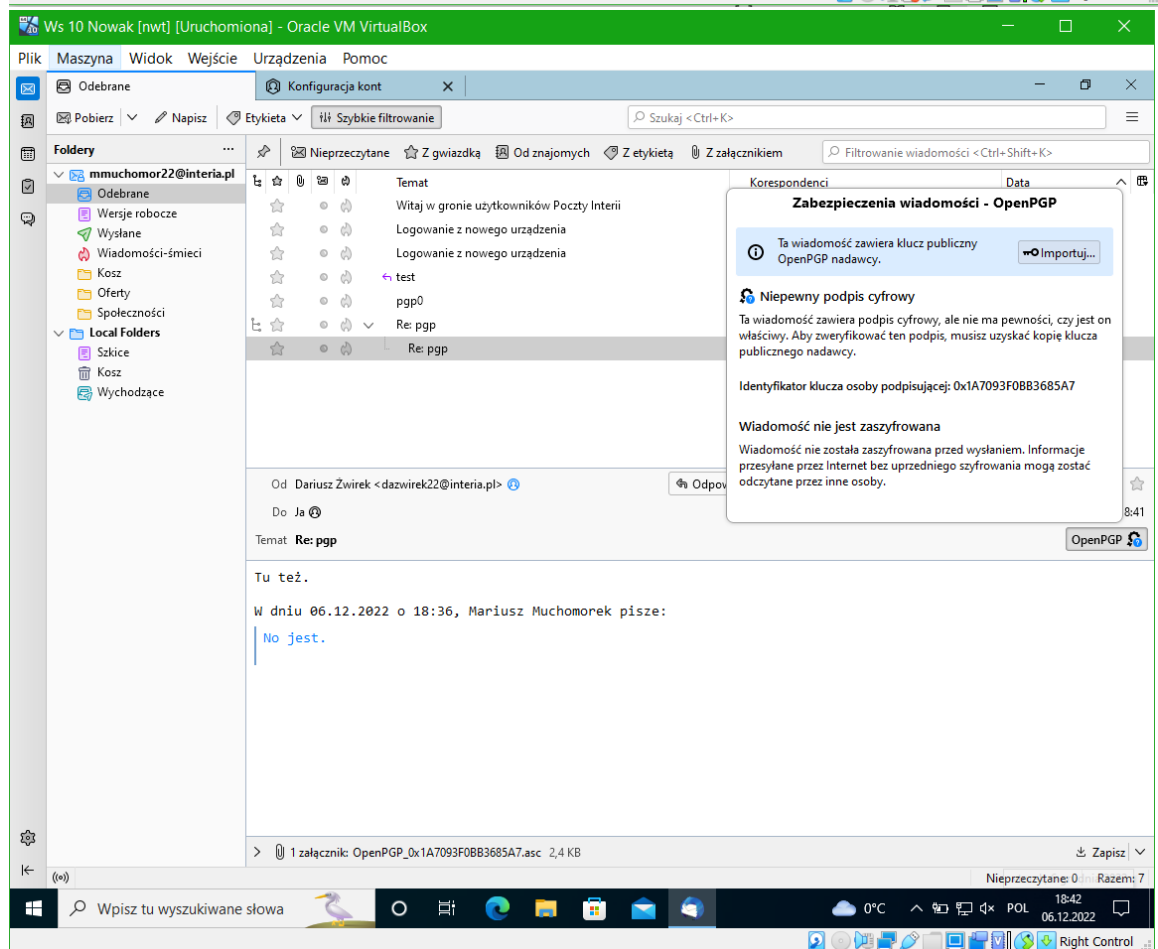 Ws 10 Nowak [nwt] [Uruchomiona] - Oracle VM VirtualBox
Plik Maszyna Widok Wejście Urządzenia Pomoc
Odebrane
Konfiguracja kont
Pobierz
Napisz
Etykieta
Szybkie filtrowanie
Szukaj <Ctrl+K>
Foldery
Nieprzeczytane
Z gwiazdką
Od znajomych
Z etykietą
Z załącznikiem
Filtrowanie wiadomości <Ctrl+Shift+K>
mmuchomor22@interia.pl
Odebrane
Wersje robocze
Wysłane
Wiadomości-śmieci
Kosz
Oferty
Społeczności
Local Folders
Szkice
Kosz
Wychodzące
Temat
Korespondenci
Data
Witaj w gronie użytkowników Poczty Interii
Logowanie z nowego urządzenia
Logowanie z nowego urządzenia
test
pgp0
Re: pgp
Re: pgp
Zabezpieczenia wiadomości - OpenPGP
Ta wiadomość zawiera klucz publiczny
OpenPGP nadawcy.
Importuj...
Niepewny podpis cyfrowy
Ta wiadomość zawiera podpis cyfrowy, ale nie ma pewności, czy jest on
właściwy. Aby zweryfikować ten podpis, musisz uzyskać kopię klucza
publicznego nadawcy.
Identyfikator klucza osoby podpisującej: 0x1A7093F0BB3685A7
Wiadomość nie jest zaszyfrowana
Wiadomość nie została zaszyfrowana przed wysłaniem. Informacje
przesyłane przez Internet bez uprzedniego szyfrowania mogą zostać
odczytane przez inne osoby.
Od Dariusz Żwirek <dazwirek22@interia.pl>
Odpow
Do Ja
8:41
Temat Re: pgp
OpenPGP
Tu też.
W dniu 06.12.2022 o 18:36, Mariusz Muchomorek pisze:
No jest.
1 załącznik: OpenPGP_0x1A7093F0BB3685A7.asc 2,4 KB
Zapisz
Nieprzeczytane: 0
Razem: 7
Wpisz tu wyszukiwane słowa
0°C
POL
18:42
06.12.2022
Right Control